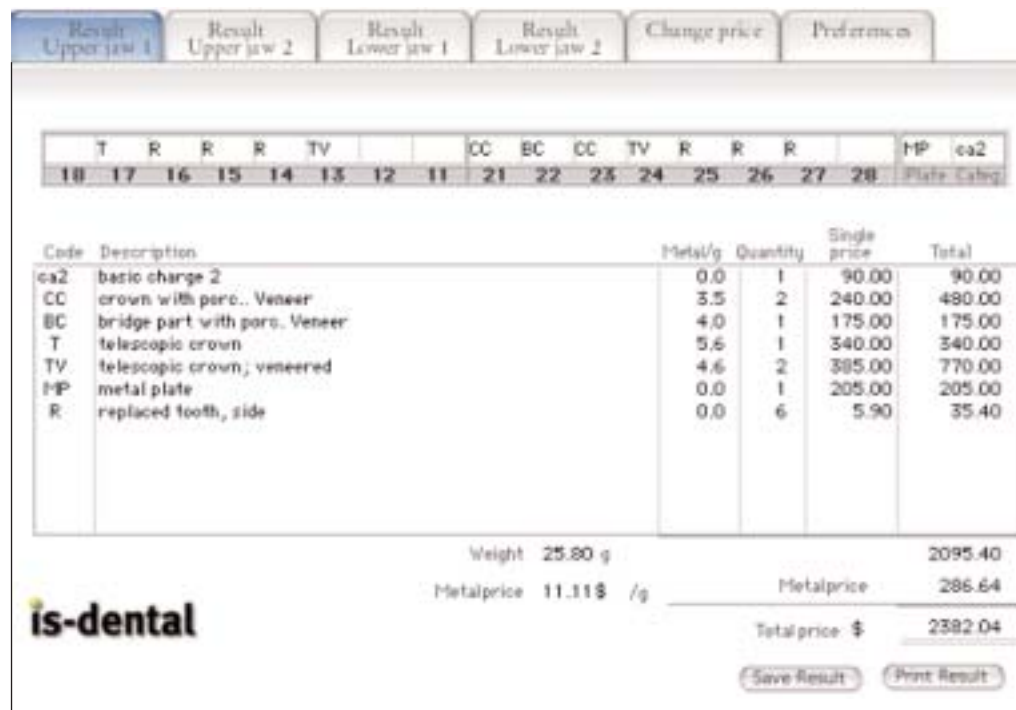 Result Upper jaw 1
Result Upper jaw 2
Result Lower jaw 1
Result Lower jaw 2
Change price
Preferences
T R R R TV CC BC CC TV R R R MP ca2
18 17 16 15 14 13 12 11 21 22 23 24 25 26 27 28 Plate Categ
Code Description Metal/g Quantity Single price Total
ca2 basic charge 2 0.0 1 90.00 90.00
CC crown with porc.. Veneer 3.5 2 240.00 480.00
BC bridge part with porc. Veneer 4.0 1 175.00 175.00
T telescopic crown 5.6 1 340.00 340.00
TV telescopic crown; veneered 4.6 2 385.00 770.00
MP metal plate 0.0 1 205.00 205.00
R replaced tooth, side 0.0 6 5.90 35.40
Weight 25.80 g 2095.40
Metalprice 11.11$ /g Metalprice 286.64
is-dental
Totalprice $ 2382.04
Save Result Print Result